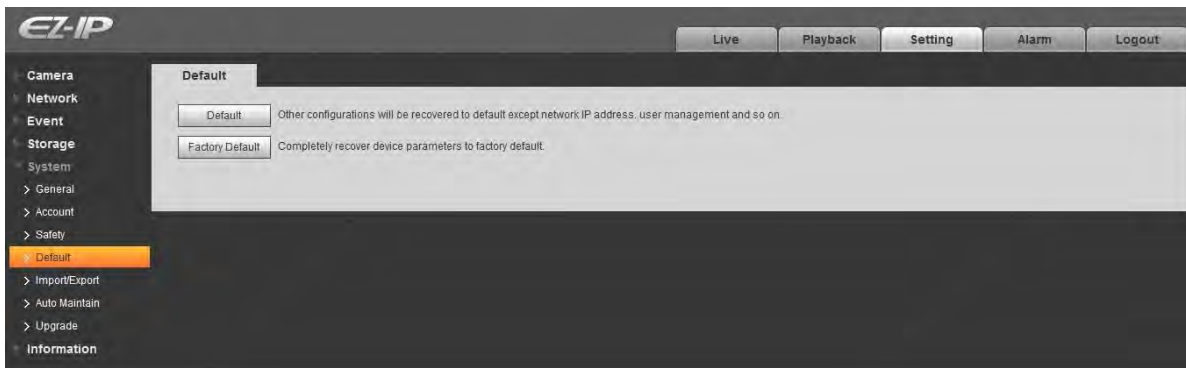 EZ-IP
Live Playback Setting Alarm Logout
Camera
Network
Event
Storage
System
General
Account
Safety
Default
Import/Export
Auto Maintain
Upgrade
Information
Default
Default Other configurations will be recovered to default except network IP address, user management and so on.
Factory Default Completely recover device parameters to factory default.